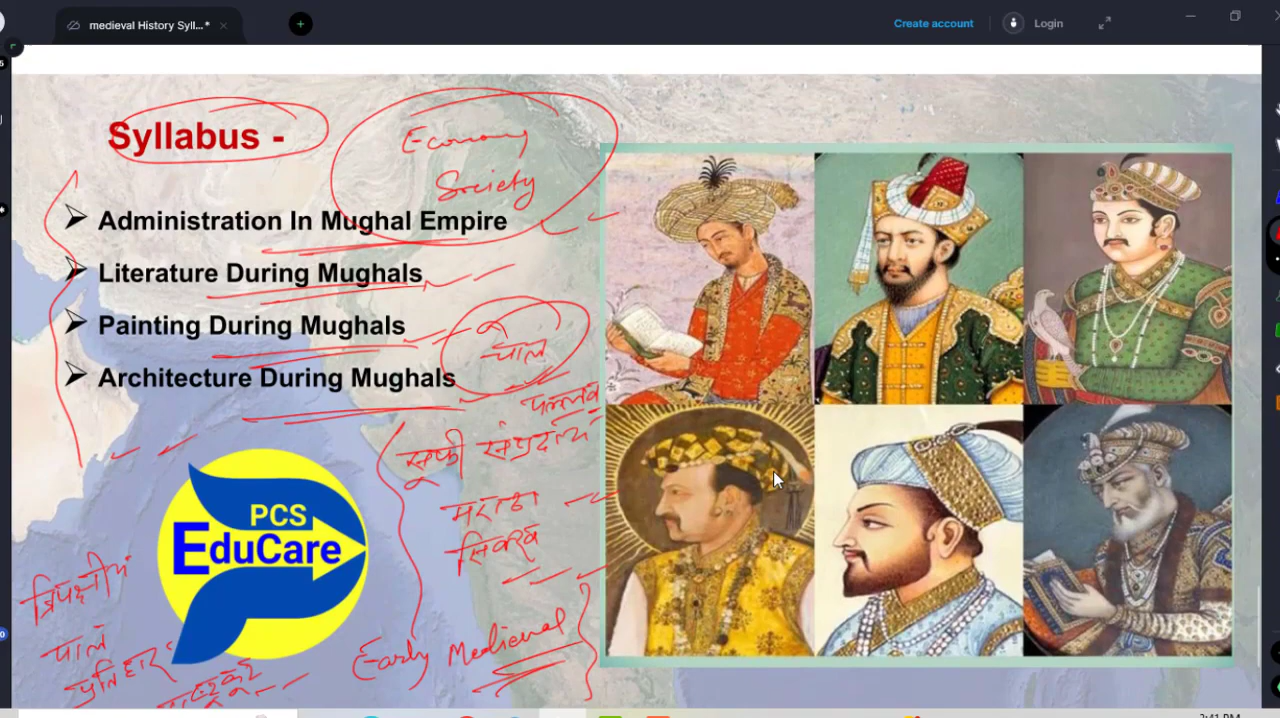 medieval History Syll...*
Create account
Login
Syllabus -
Economy
Society
Administration In Mughal Empire
Literature During Mughals
Painting During Mughals
चोल
Architecture During Mughals
पल्लव
सूफी संप्रदाय
मराठा
सिक्ख
PCS
EduCare
त्रिपक्षीय
पाल
प्रतिहार
राष्ट्रकूट
Early Medieval